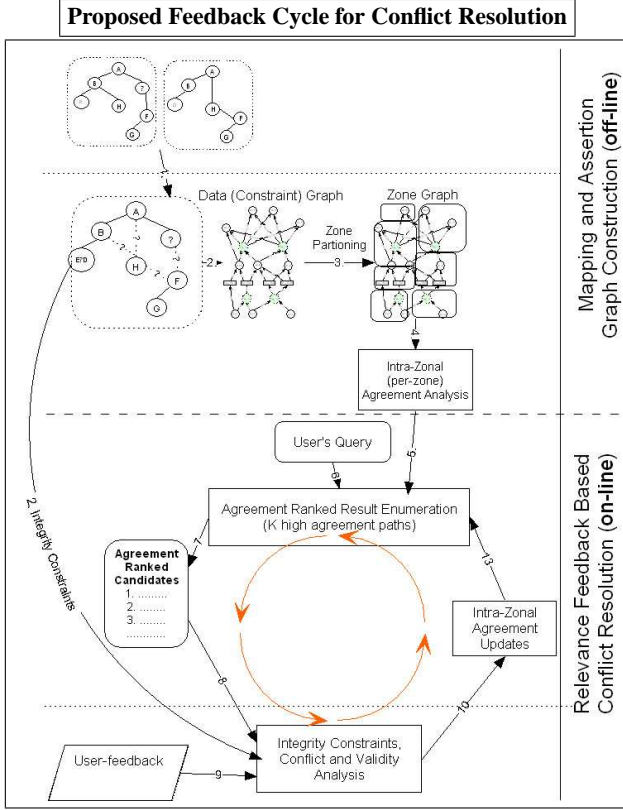 Proposed Feedback Cycle for Conflict Resolution
A
B
?
H
F
G
A
B
H
F
G
1.
Data (Constraint) Graph
Zone Graph
A
B
?
?
?
?
E?D
H
F
G
2.
Zone
Partioning
3.
4.
Intra-Zonal
(per-zone)
Agreement Analysis
Mapping and Assertion
Graph Construction (off-line)
User's Query
5.
6
Agreement Ranked Result Enumeration
(K high agreement paths)
7
Agreement
Ranked
Candidates
1. .........
2. ........
3. ........
...........
2. Integrity Constraints
8
13
Intra-Zonal
Agreement
Updates
10
Integrity Constraints,
Conflict and Validity
Analysis
User-feedback
9
Relevance Feedback Based
Conflict Resolution (on-line)